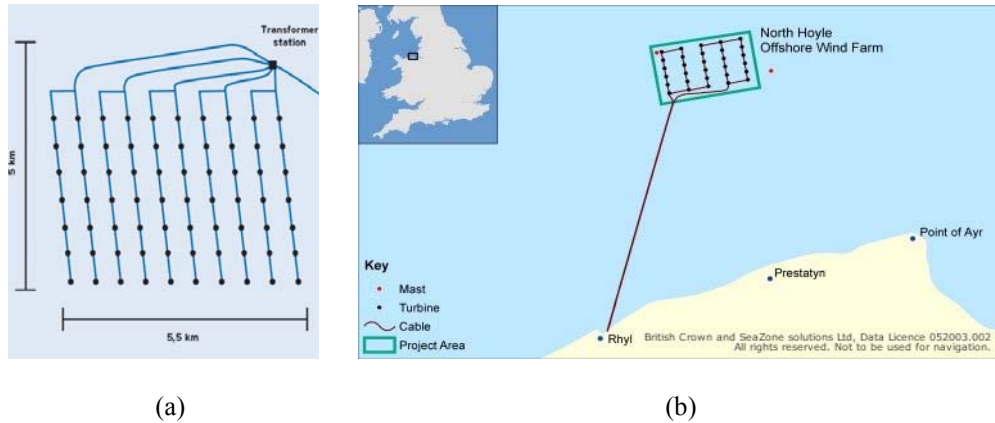 Transformer
station
5 km
5,5 km
(a)
North Hoyle
Offshore Wind Farm
Point of Ayr
Prestatyn
Rhyl
Key
Mast
Turbine
Cable
Project Area
British Crown and SeaZone solutions Ltd, Data Licence 052003.002
All rights reserved. Not to be used for navigation.
(b)